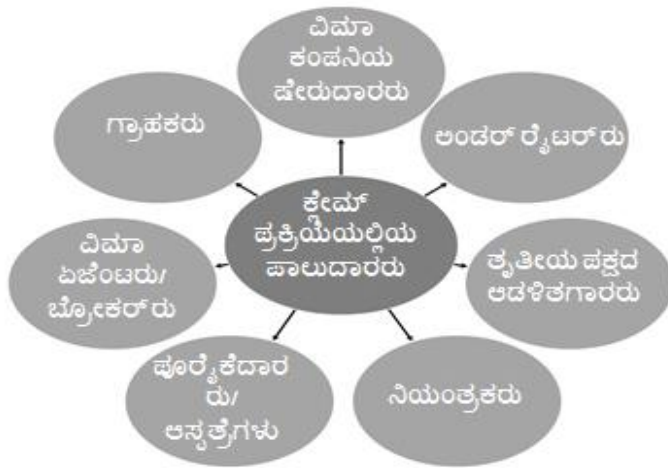 ವಿಮಾ
ಕಂಪನಿಯ
ಷೇರುದಾರರು
ಗ್ರಾಹಕರು
ಅಂಡರ್ ರೈಟರ್ ರು
ಕ್ಲೇಮ್
ಪ್ರಕ್ರಿಯೆಯಲ್ಲಿಯ
ಪಾಲುದಾರರು
ವಿಮಾ
ಏಜೆಂಟರು/
ಬ್ರೋಕರ್ ರು
ತೃತೀಯ ಪಕ್ಷದ
ಆಡಳಿತಗಾರರು
ಪೂರೈಕೆದಾರ
ರು/
ಆಸ್ಪತ್ರೆಗಳು
ನಿಯಂತ್ರಕರು